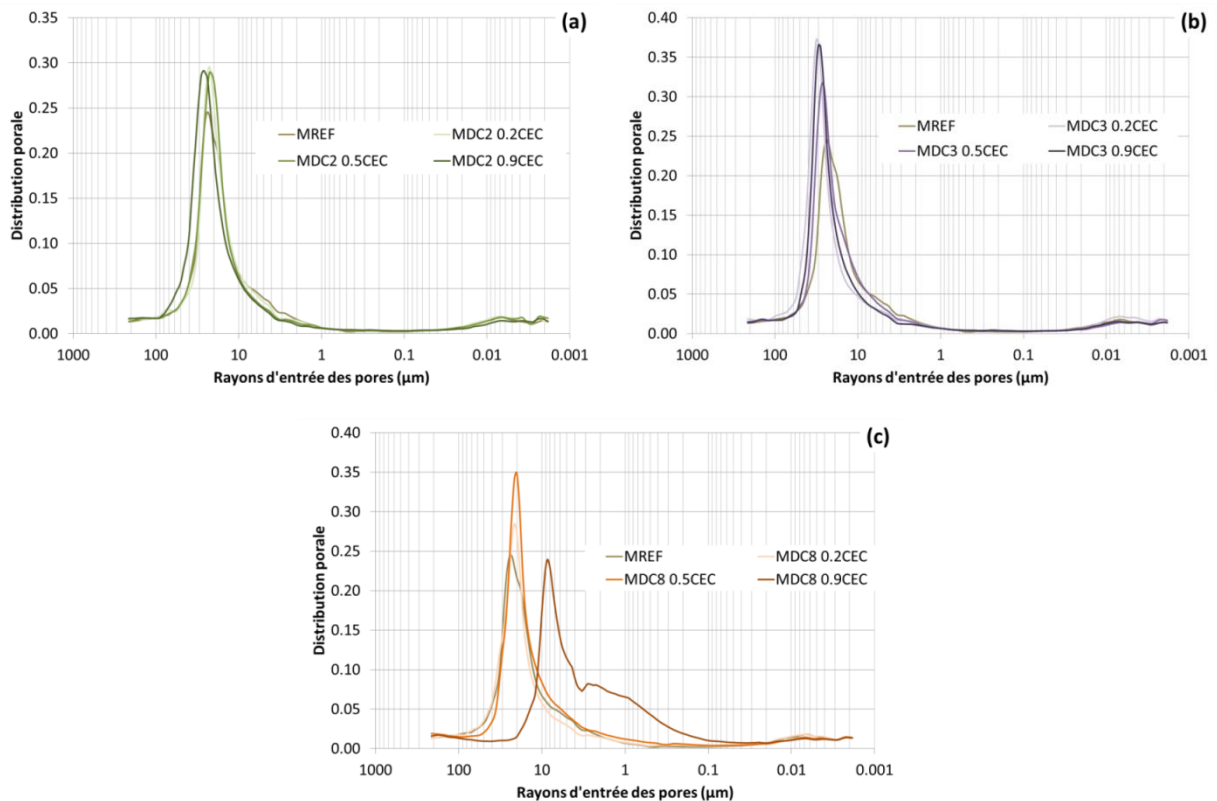 (a)
Distribution porale
0.35
0.30
0.25
0.20
0.15
0.10
0.05
0.00
MREF
MDC2 0.2CEC
MDC2 0.5CEC
MDC2 0.9CEC
1000 100 10 1 0.1 0.01 0.001
Rayons d'entrée des pores (µm)
(b)
Distribution porale
0.40
0.35
0.30
0.25
0.20
0.15
0.10
0.05
0.00
MREF
MDC3 0.2CEC
MDC3 0.5CEC
MDC3 0.9CEC
1000 100 10 1 0.1 0.01 0.001
Rayons d'entrée des pores (µm)
(c)
Distribution porale
0.40
0.35
0.30
0.25
0.20
0.15
0.10
0.05
0.00
MREF
MDC8 0.2CEC
MDC8 0.5CEC
MDC8 0.9CEC
1000 100 10 1 0.1 0.01 0.001
Rayons d'entrée des pores (µm)